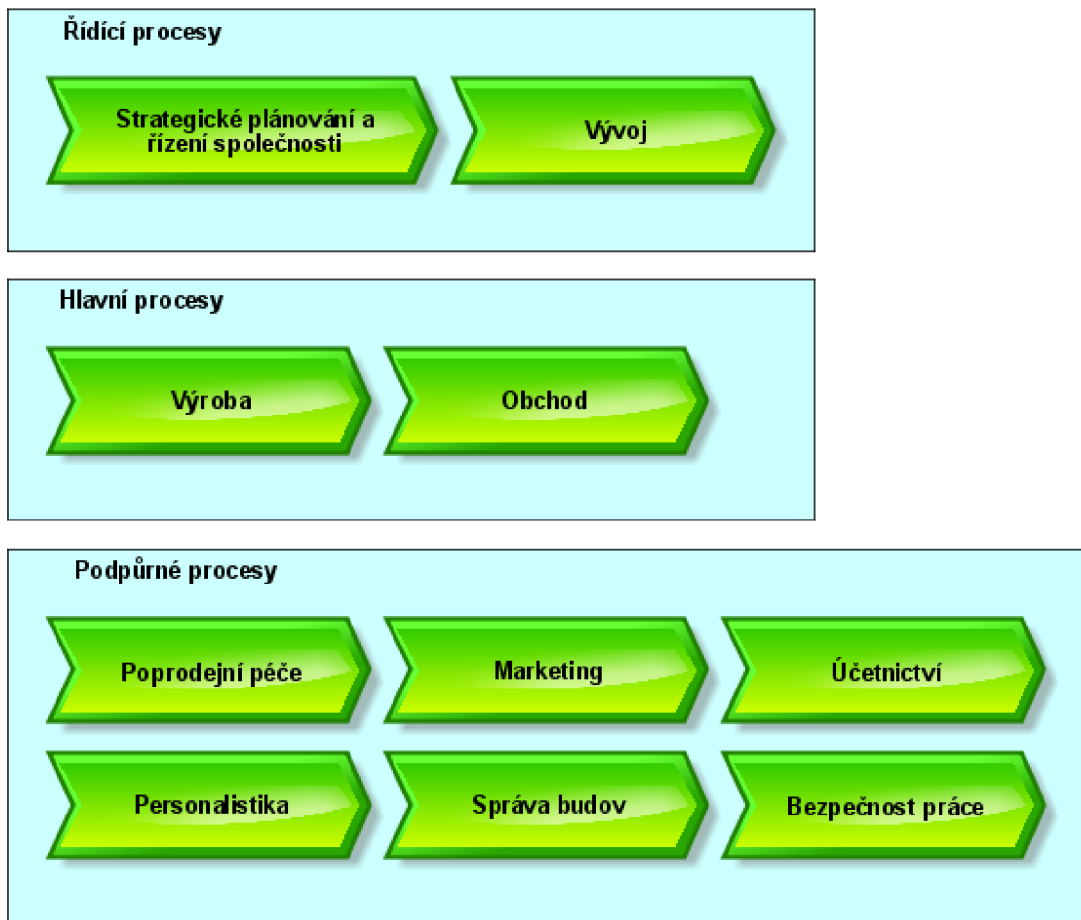 Řídící procesy
Strategické plánování a
řízení společnosti
Vývoj
Hlavní procesy
Výroba
Obchod
Podpůrné procesy
Poprodejní péče
Marketing
Účetnictví
Personalistika
Správa budov
Bezpečnost práce